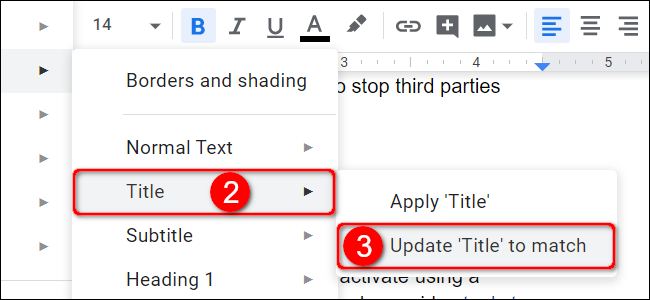 14 B I U A
3 4 5
Borders and shading
o stop third parties
Normal Text
Title 2
Apply 'Title'
Subtitle
3 Update 'Title' to match
Heading 1
activate using a